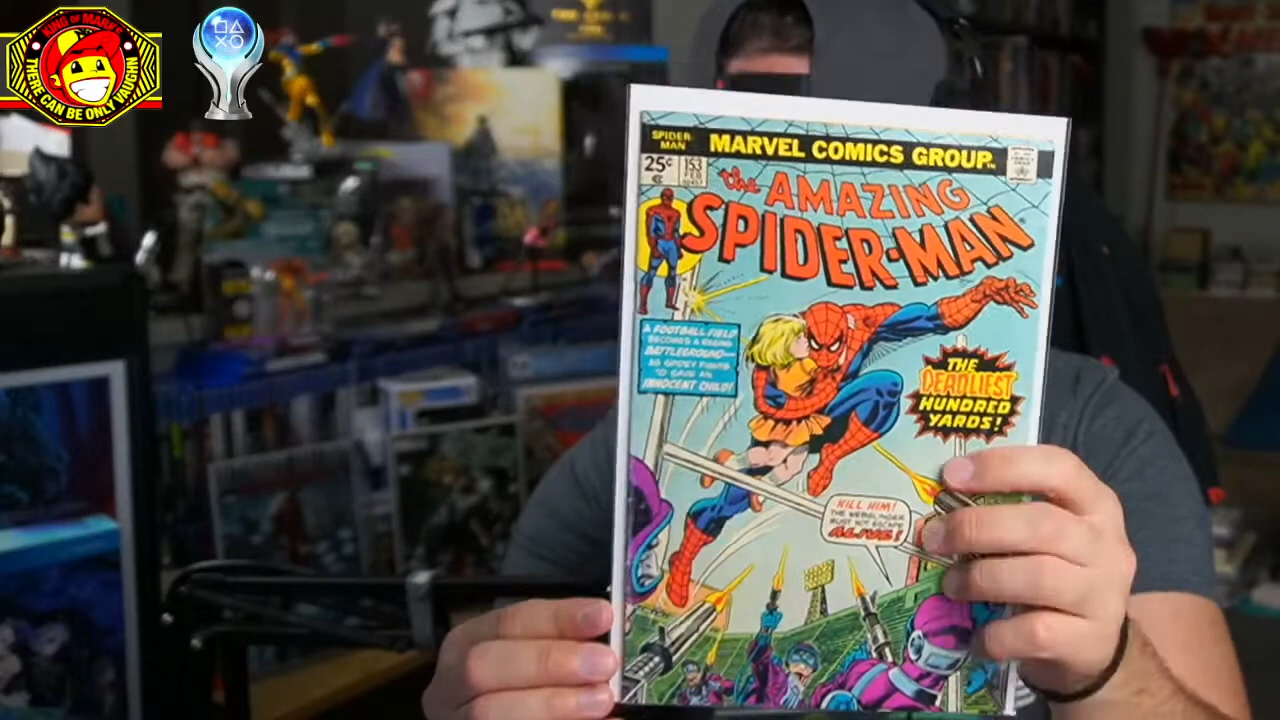 KING OF MARKS
THERE CAN BE ONLY VAUGHN
SPIDER-
MAN
MARVEL COMICS GROUP
25¢
153
FEB
the AMAZING
SPIDER-MAN
A FOOTBALL FIELD
BECOMES A RAGING
BATTLEGROUND—
AS SPIDEY FIGHTS
TO SAVE AN
INNOCENT CHILD!
THE
DEADLIEST
HUNDRED
YARDS!
KILL HIM!
THE WEBSLINGER
MUST NOT ESCAPE
ALIVE!